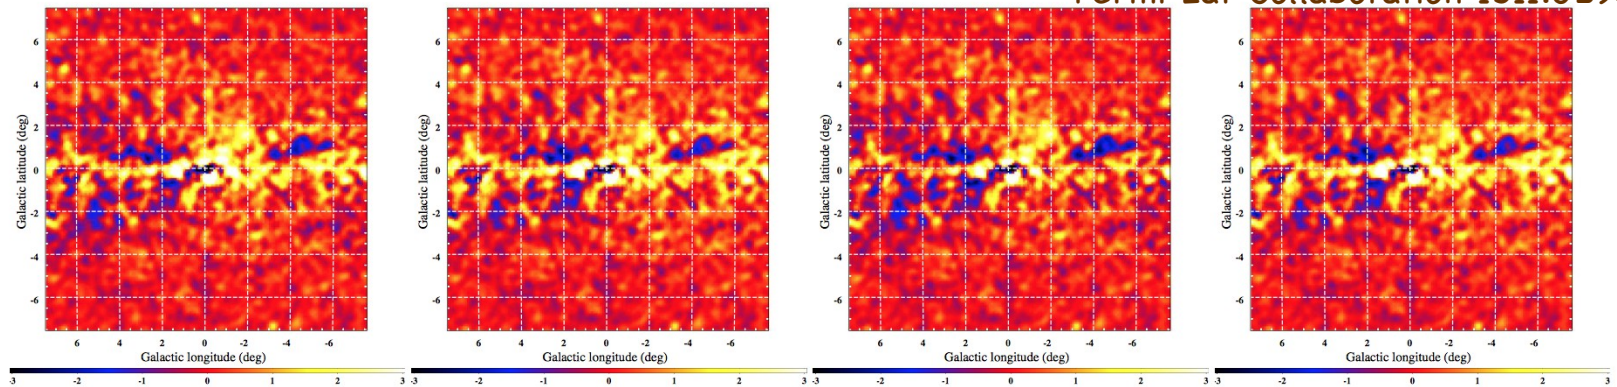 Fermi-LAT Collaboration
6 6 6 6
4 4 4 4
2 2 2 2
0 0 0 0
-2 -2 -2 -2
-4 -4 -4 -4
-6 -6 -6 -6
Galactic latitude (deg) Galactic latitude (deg) Galactic latitude (deg) Galactic latitude (deg)
6 4 2 0 -2 -4 -6 6 4 2 0 -2 -4 -6 6 4 2 0 -2 -4 -6 6 4 2 0 -2 -4 -6
Galactic longitude (deg) Galactic longitude (deg) Galactic longitude (deg) Galactic longitude (deg)
-3 -2 -1 0 1 2 3 -3 -2 -1 0 1 2 3 -3 -2 -1 0 1 2 3 -3 -2 -1 0 1 2 3